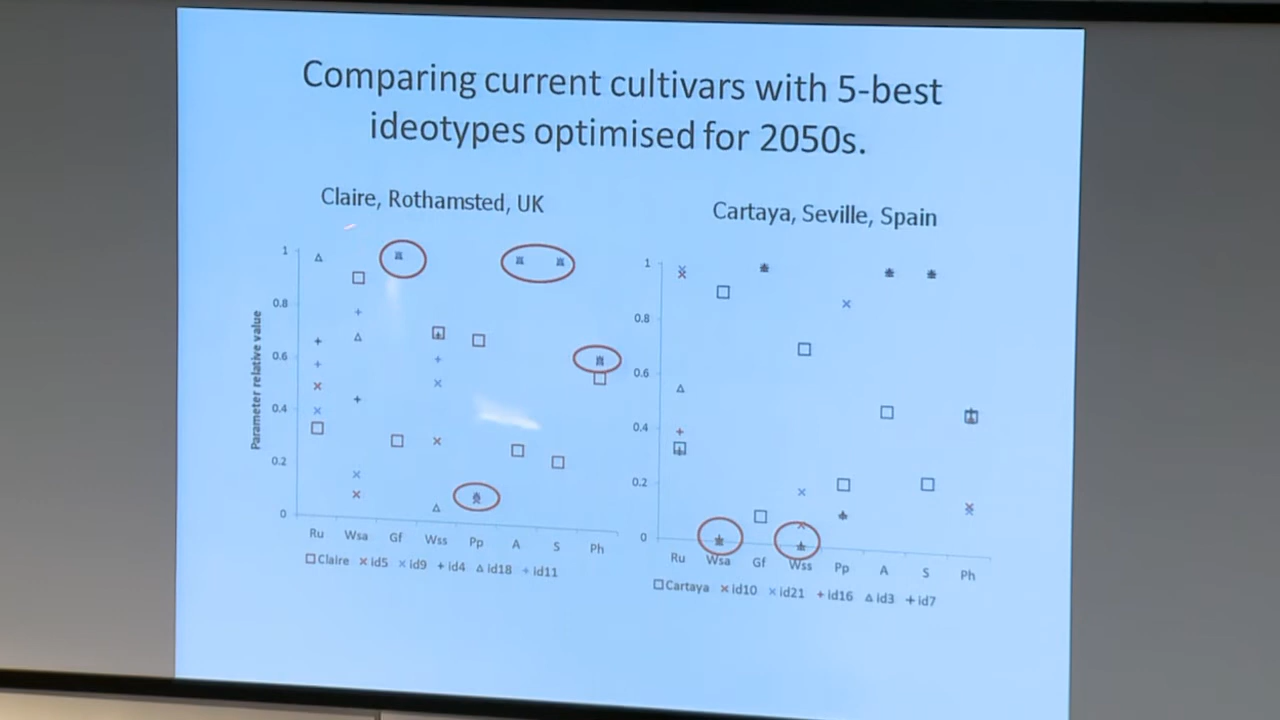 Comparing current cultivars with 5-best
ideotypes optimised for 2050s.
Claire, Rothamsted, UK
Parameter relative value
1
0.8
0.6
0.4
0.2
0
Ru Wsa Gf Wss Pp A S Ph
Claire id5 id9 id4 id18 id11
Cartaya, Seville, Spain
1
0.8
0.6
0.4
0.2
0
Ru Wsa Gf Wss Pp A S Ph
Cartaya id10 id21 id16 id3 id7